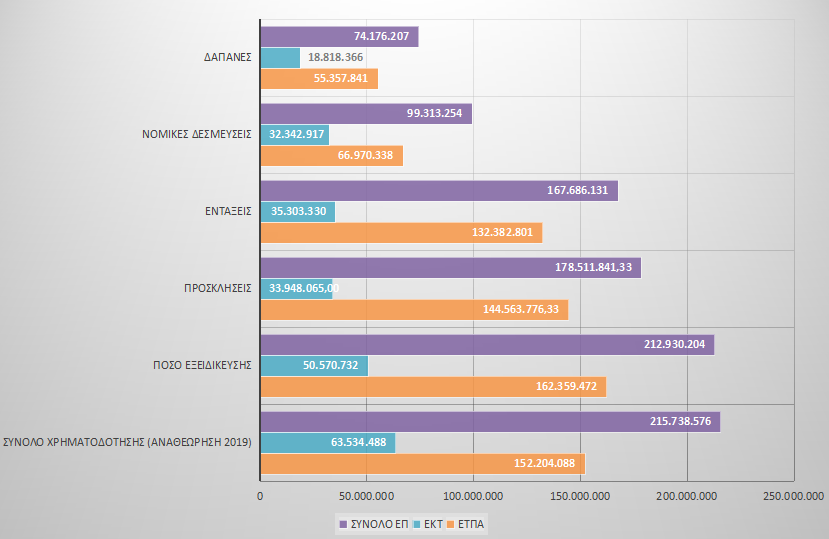 74.176.207
ΔΑΠΑΝΕΣ
18.818.366
55.357.841
99.313.254
ΝΟΜΙΚΕΣ ΔΕΣΜΕΥΣΕΙΣ
32.342.917
66.970.338
167.686.131
ΕΝΤΑΞΕΙΣ
35.303.330
132.382.801
178.511.841,33
ΠΡΟΣΚΛΗΣΕΙΣ
33.948.065,00
144.563.776,33
212.930.204
ΠΟΣΟ ΕΞΕΙΔΙΚΕΥΣΗΣ
50.570.732
162.359.472
215.738.576
ΣΥΝΟΛΟ ΧΡΗΜΑΤΟΔΟΤΗΣΗΣ (ΑΝΑΘΕΩΡΗΣΗ 2019)
63.534.488
152.204.088
0 50.000.000 100.000.000 150.000.000 200.000.000 250.000.000
ΣΥΝΟΛΟ ΕΠ ΕΚΤ ΕΤΠΑ